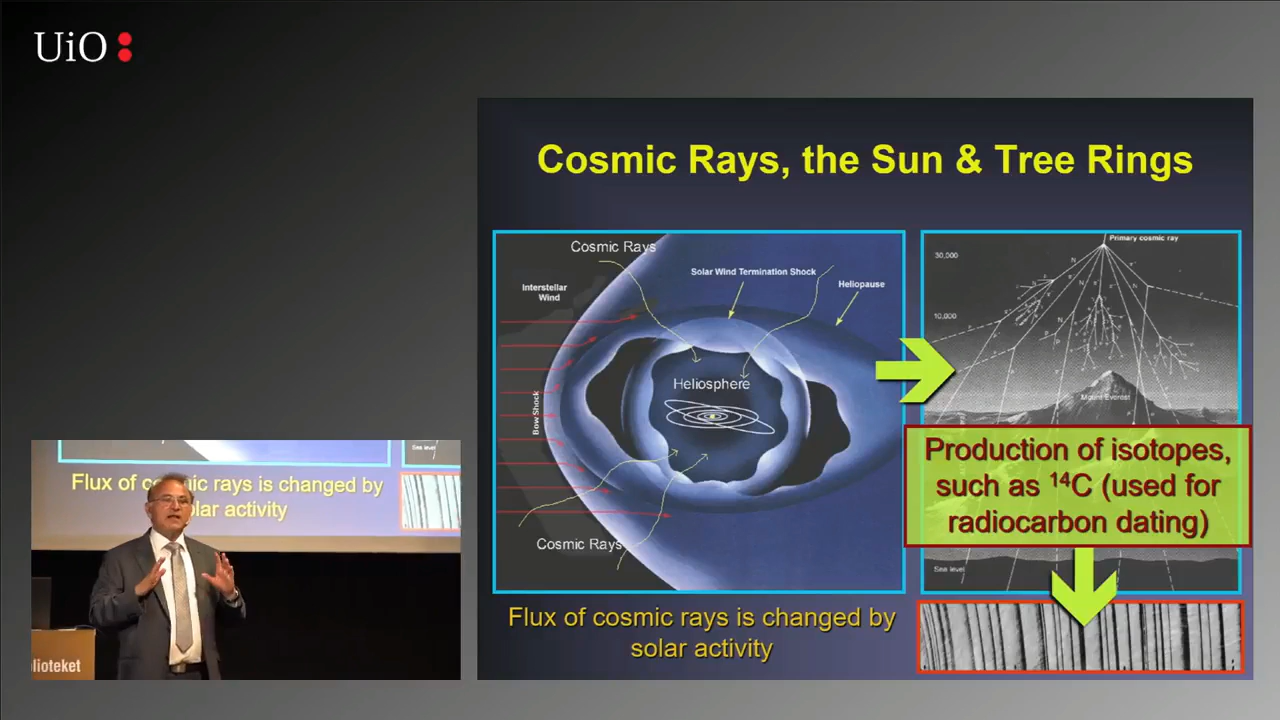 UiO
Cosmic Rays, the Sun & Tree Rings
Cosmic Rays
Interstellar
Wind
Solar Wind Termination Shock
Heliopause
Heliosphere
Bow Shock
Cosmic Rays
Flux of cosmic rays is changed by
solar activity
Primary cosmic ray
30,000
10,000
Mount Everest
Production of isotopes,
such as ¹⁴C (used for
radiocarbon dating)
Sea level
Sea level
Flux of cosmic rays is changed by
solar activity
blioteket